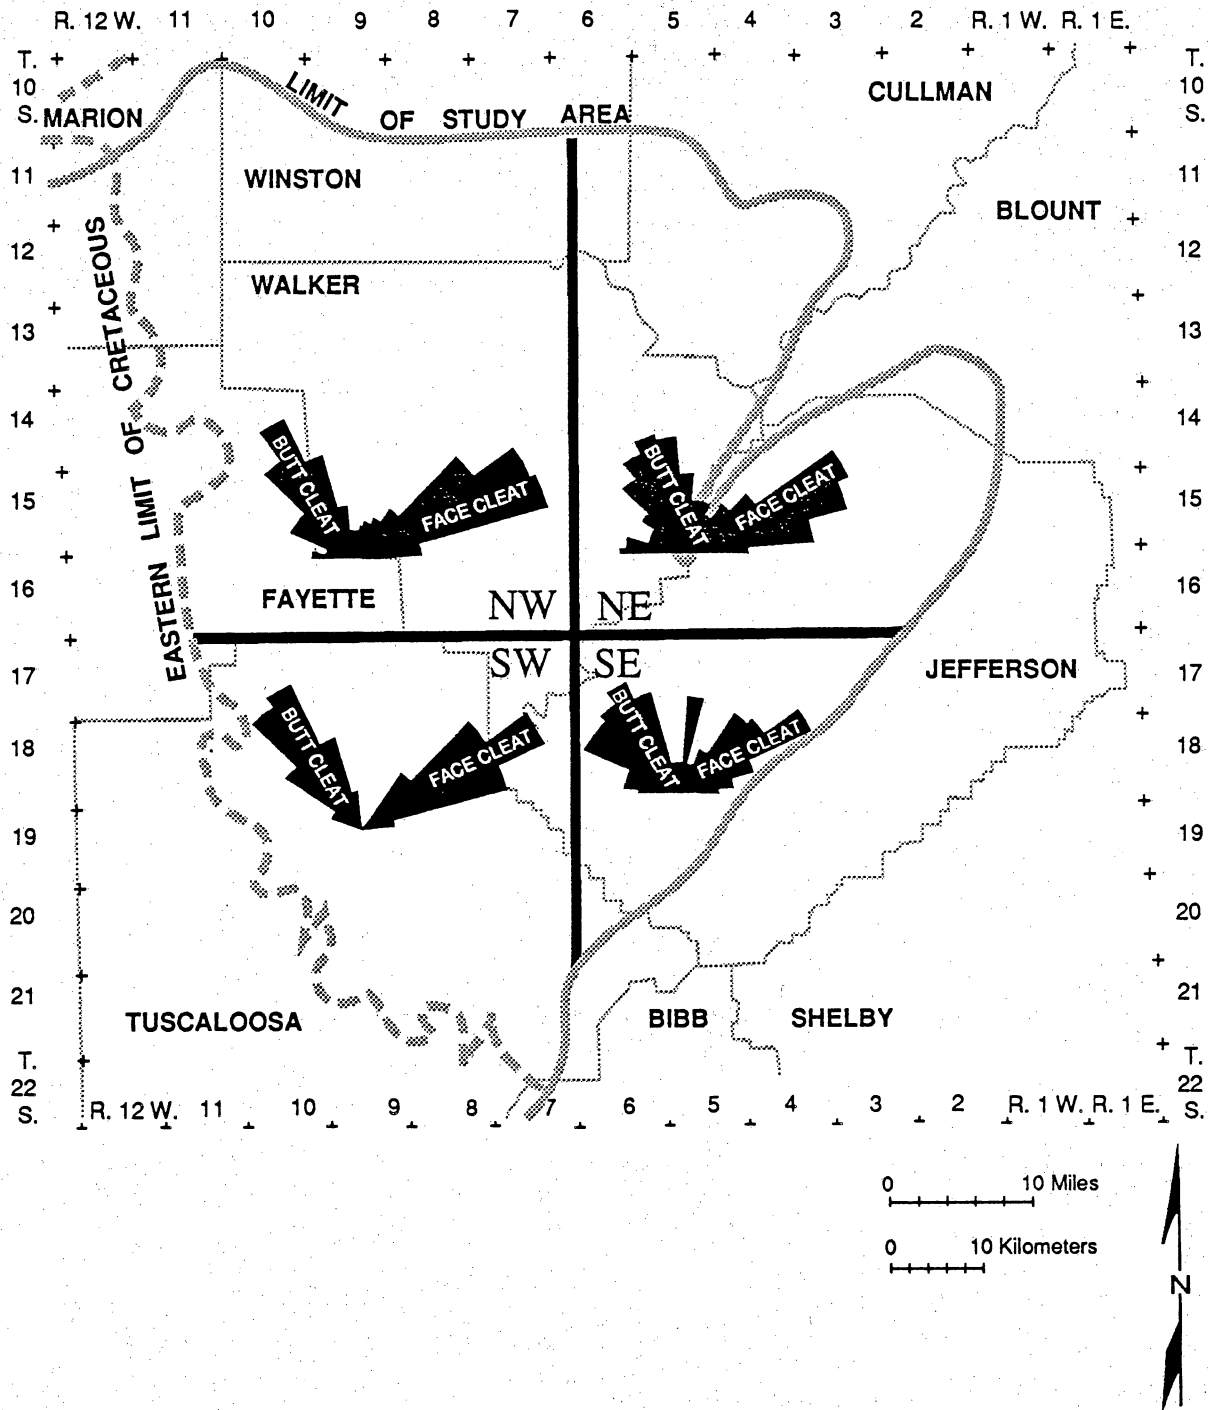 R. 12 W. 11 10 9 8 7 6 5 4 3 2 R. 1 W. R. 1 E.
T. 10 S.
T. 10 S.
MARION
LIMIT OF STUDY AREA
CULLMAN
11
WINSTON
11
BLOUNT
12
12
WALKER
13
13
EASTERN LIMIT OF CRETACEOUS
14
14
BUTT CLEAT
FACE CLEAT
BUTT CLEAT
FACE CLEAT
15
15
16
FAYETTE
NW NE
16
17
SW SE
JEFFERSON
17
BUTT CLEAT
FACE CLEAT
BUTT CLEAT
FACE CLEAT
18
18
19
19
20
20
21
21
TUSCALOOSA
BIBB
SHELBY
T. 22 S.
T. 22 S.
R. 12 W. 11 10 9 8 7 6 5 4 3 2 R. 1 W. R. 1 E.
0 10 Miles
0 10 Kilometers
N